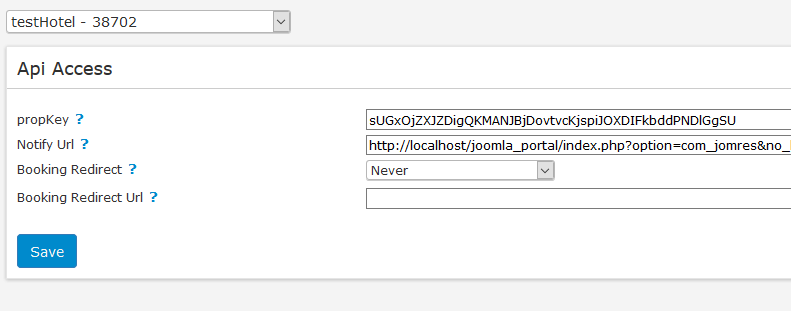 testHotel - 38702
Api Access
propKey ? sUGxOjZXJZDigQKMANJBjDovtvcKjspiJOXDIFkbddPNDlGgSU
Notify Url ? http://localhost/joomla_portal/index.php?option=com_jomres&no_
Booking Redirect ? Never
Booking Redirect Url ?
Save